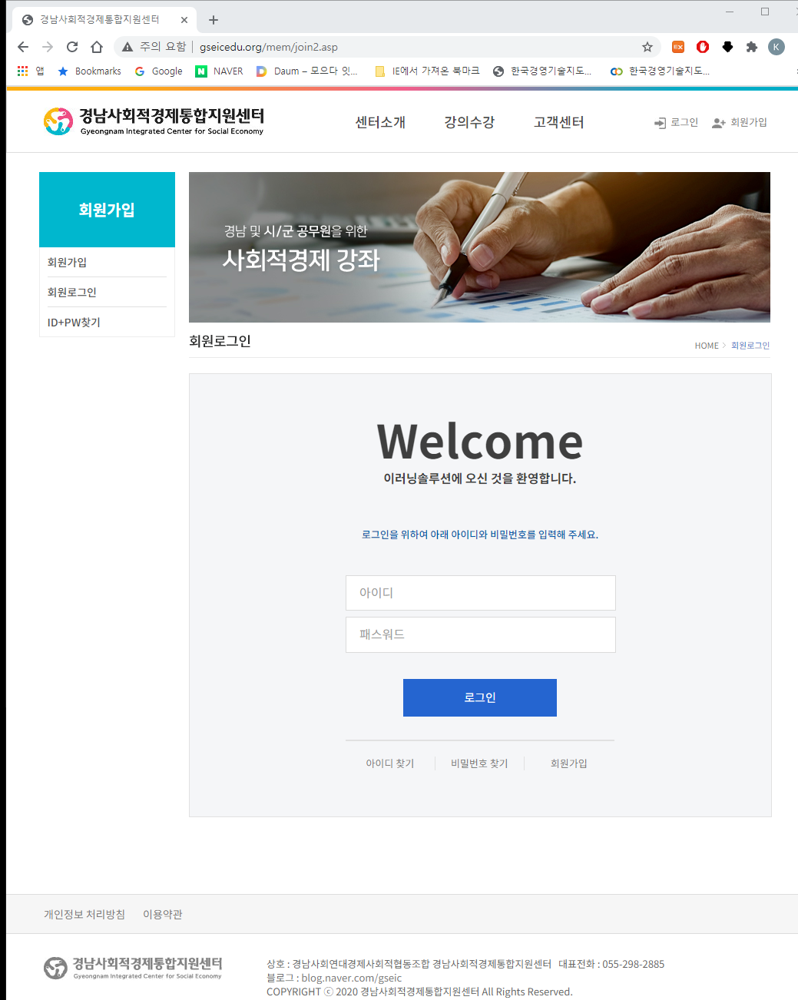 경남사회적경제통합지원센터
주의 요함 | gseicedu.org/mem/join2.asp
K
앱 Bookmarks Google NAVER Daum – 모으다 잇... IE에서 가져온 북마크 한국경영기술지도... 한국경영기술지도...
경남사회적경제통합지원센터
Gyeongnam Integrated Center for Social Economy
센터소개 강의수강 고객센터 로그인 회원가입
회원가입
회원가입
회원로그인
ID+PW찾기
경남 및 시/군 공무원을 위한
사회적경제 강좌
회원로그인
HOME > 회원로그인
Welcome
이러닝솔루션에 오신 것을 환영합니다.
로그인을 위하여 아래 아이디와 비밀번호를 입력해 주세요.
아이디
패스워드
로그인
아이디 찾기 비밀번호 찾기 회원가입
개인정보 처리방침 이용약관
경남사회적경제통합지원센터
Gyeongnam Integrated Center for Social Economy
상호 : 경남사회연대경제사회적협동조합 경남사회적경제통합지원센터 대표전화 : 055-298-2885
블로그 : blog.naver.com/gseic
COPYRIGHT ⓒ 2020 경남사회적경제통합지원센터 All Rights Reserved.